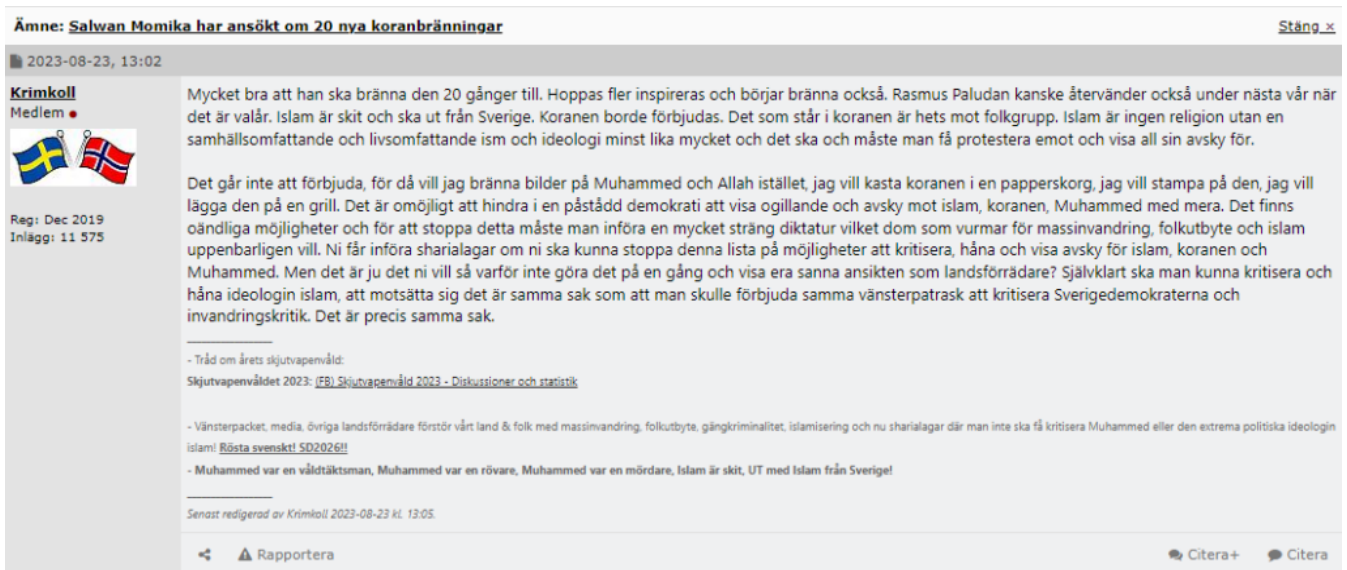 Ämne: Salwan Momika har ansökt om 20 nya koranbränningar
Stäng ×
2023-08-23, 13:02
Krimkoll
Medlem
Reg: Dec 2019
Inlägg: 11 575
Mycket bra att han ska bränna den 20 gånger till. Hoppas fler inspireras och börjar bränna också. Rasmus Paludan kanske återvänder också under nästa vår när
det är valår. Islam är skit och ska ut från Sverige. Koranen borde förbjudas. Det som står i koranen är hets mot folkgrupp. Islam är ingen religion utan en
samhällsomfattande och livsomfattande ism och ideologi minst lika mycket och det ska och måste man få protestera emot och visa all sin avsky för.
Det går inte att förbjuda, för då vill jag bränna bilder på Muhammed och Allah istället, jag vill kasta koranen i en papperskorg, jag vill stampa på den, jag vill
lägga den på en grill. Det är omöjligt att hindra i en påstådd demokrati att visa ogillande och avsky mot islam, koranen, Muhammed med mera. Det finns
oändliga möjligheter och för att stoppa detta måste man införa en mycket sträng diktatur vilket dom som vurmar för massinvandring, folkutbyte och islam
uppenbarligen vill. Ni får införa sharialagar om ni ska kunna stoppa denna lista på möjligheter att kritisera, håna och visa avsky för islam, koranen och
Muhammed. Men det är ju det ni vill så varför inte göra det på en gång och visa era sanna ansikten som landsförrädare? Självklart ska man kunna kritisera och
håna ideologin islam, att motsätta sig det är samma sak som att man skulle förbjuda samma vänsterpatrask att kritisera Sverigedemokraterna och
invandringskritik. Det är precis samma sak.
- Tråd om årets skjutvapenvåld:
Skjutvapenvåldet 2023: (FB) Skjutvapenvåld 2023 - Diskussioner och statistik
- Vänsterpacket, media, övriga landsförrädare förstör vårt land & folk med massinvandring, folkutbyte, gängkriminalitet, islamisering och nu sharialagar där man inte ska få kritisera Muhammed eller den extrema politiska ideologin
islam! Rösta svenskt! SD2026!!
- Muhammed var en våldtäktsman, Muhammed var en rövare, Muhammed var en mördare, Islam är skit, UT med Islam från Sverige!
Senast redigerad av Krimkoll 2023-08-23 kl. 13:05.
Rapportera
Citera+
Citera